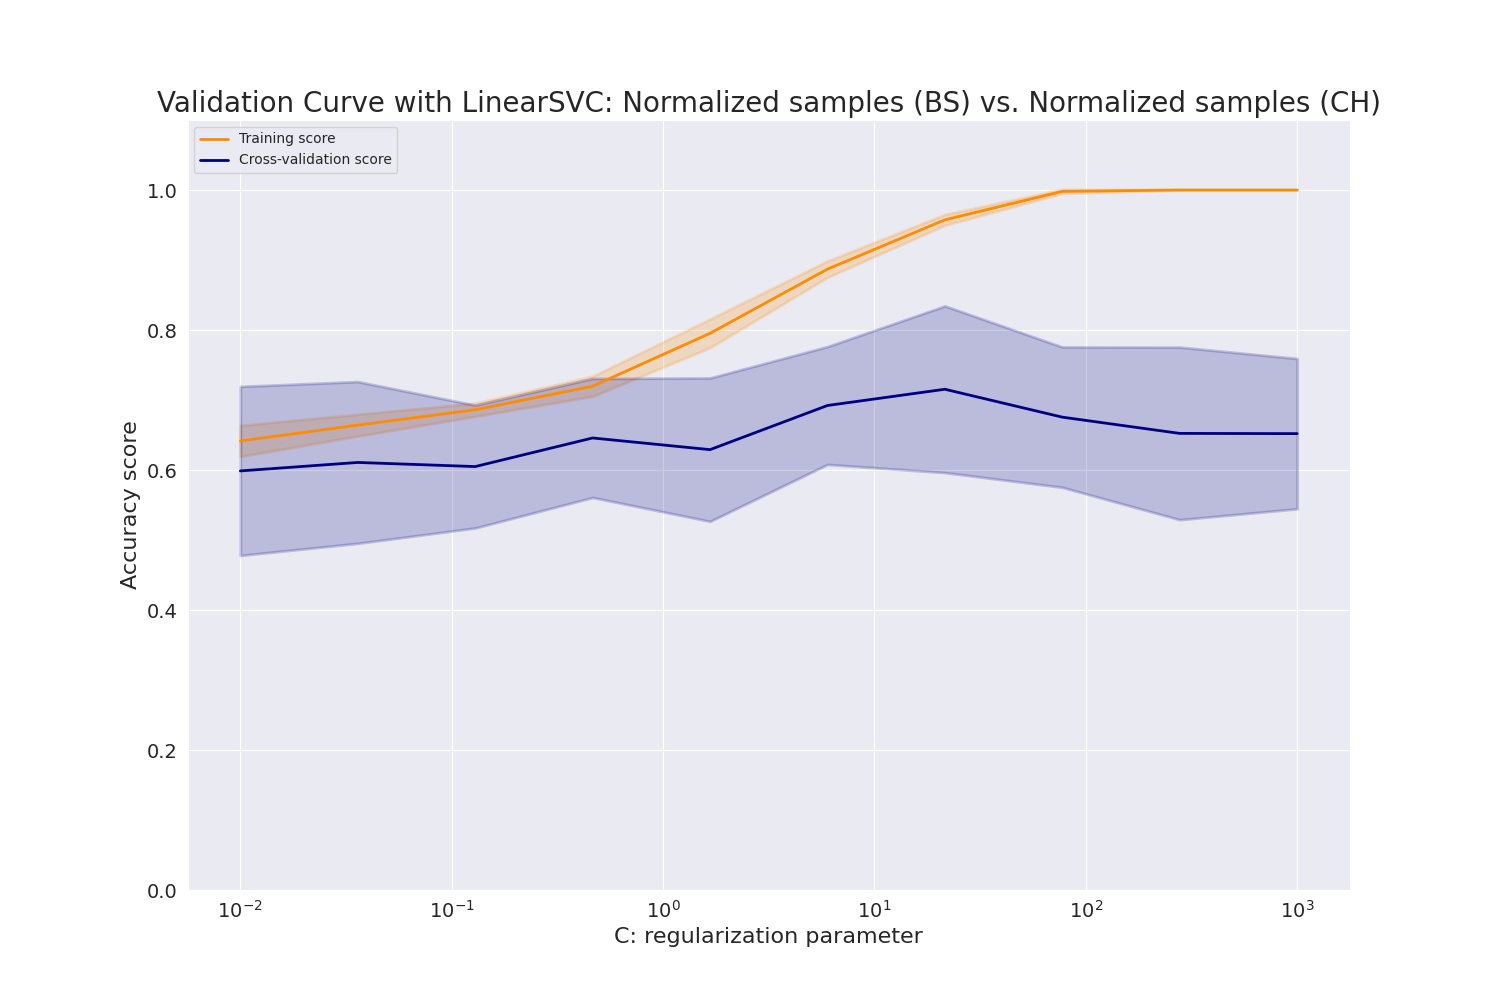 Validation Curve with LinearSVC: Normalized samples (BS) vs. Normalized samples (CH)
Training score
Cross-validation score
1.0
0.8
0.6
0.4
0.2
0.0
Accuracy score
10⁻² 10⁻¹ 10⁰ 10¹ 10² 10³
C: regularization parameter